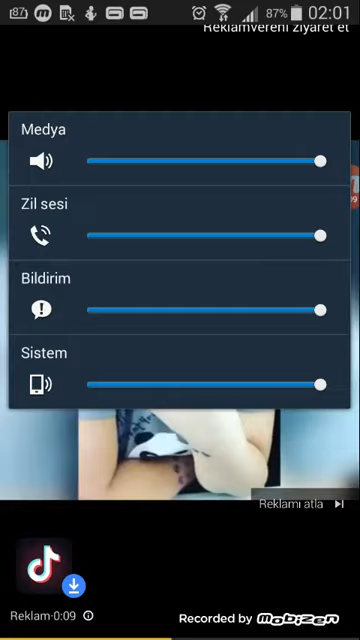 87 87% 02:01
Reklamvereni ziyaret et
Medya
Zil sesi
Bildirim
Sistem
Reklamı atla
Reklam·0:09
Recorded by Mobizen